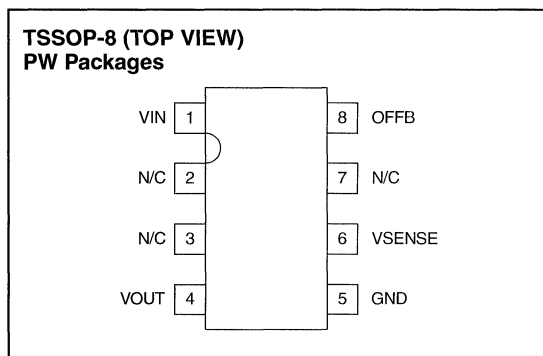 TSSOP-8 (TOP VIEW)
PW Packages
VIN 1 8 OFFB
N/C 2 7 N/C
N/C 3 6 VSENSE
VOUT 4 5 GND